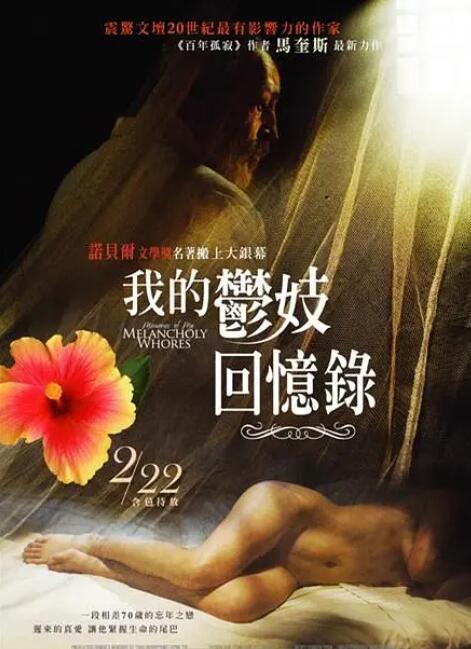 震驚文壇20世紀最有影響力的作家
《百年孤寂》作者 馬奎斯 最新力作
諾貝爾文學獎名著搬上大銀幕
我的鬱妓
Memories of My
MELANCHOLY
WHORES
回憶錄
2/22
含苞待放
一段相差70歲的忘年之戀
遲來的真愛 讓他緊握生命的尾巴